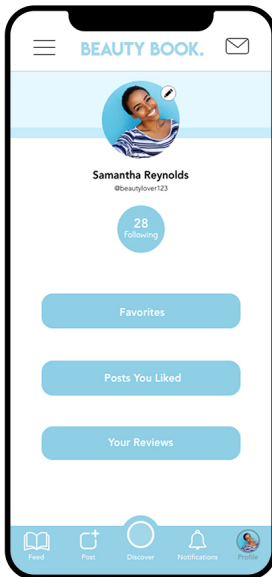 BEAUTY BOOK.
Samantha Reynolds
@beautylover123
28
Following
Favorites
Posts You Liked
Your Reviews
Feed
Post
Discover
Notifications
Profile